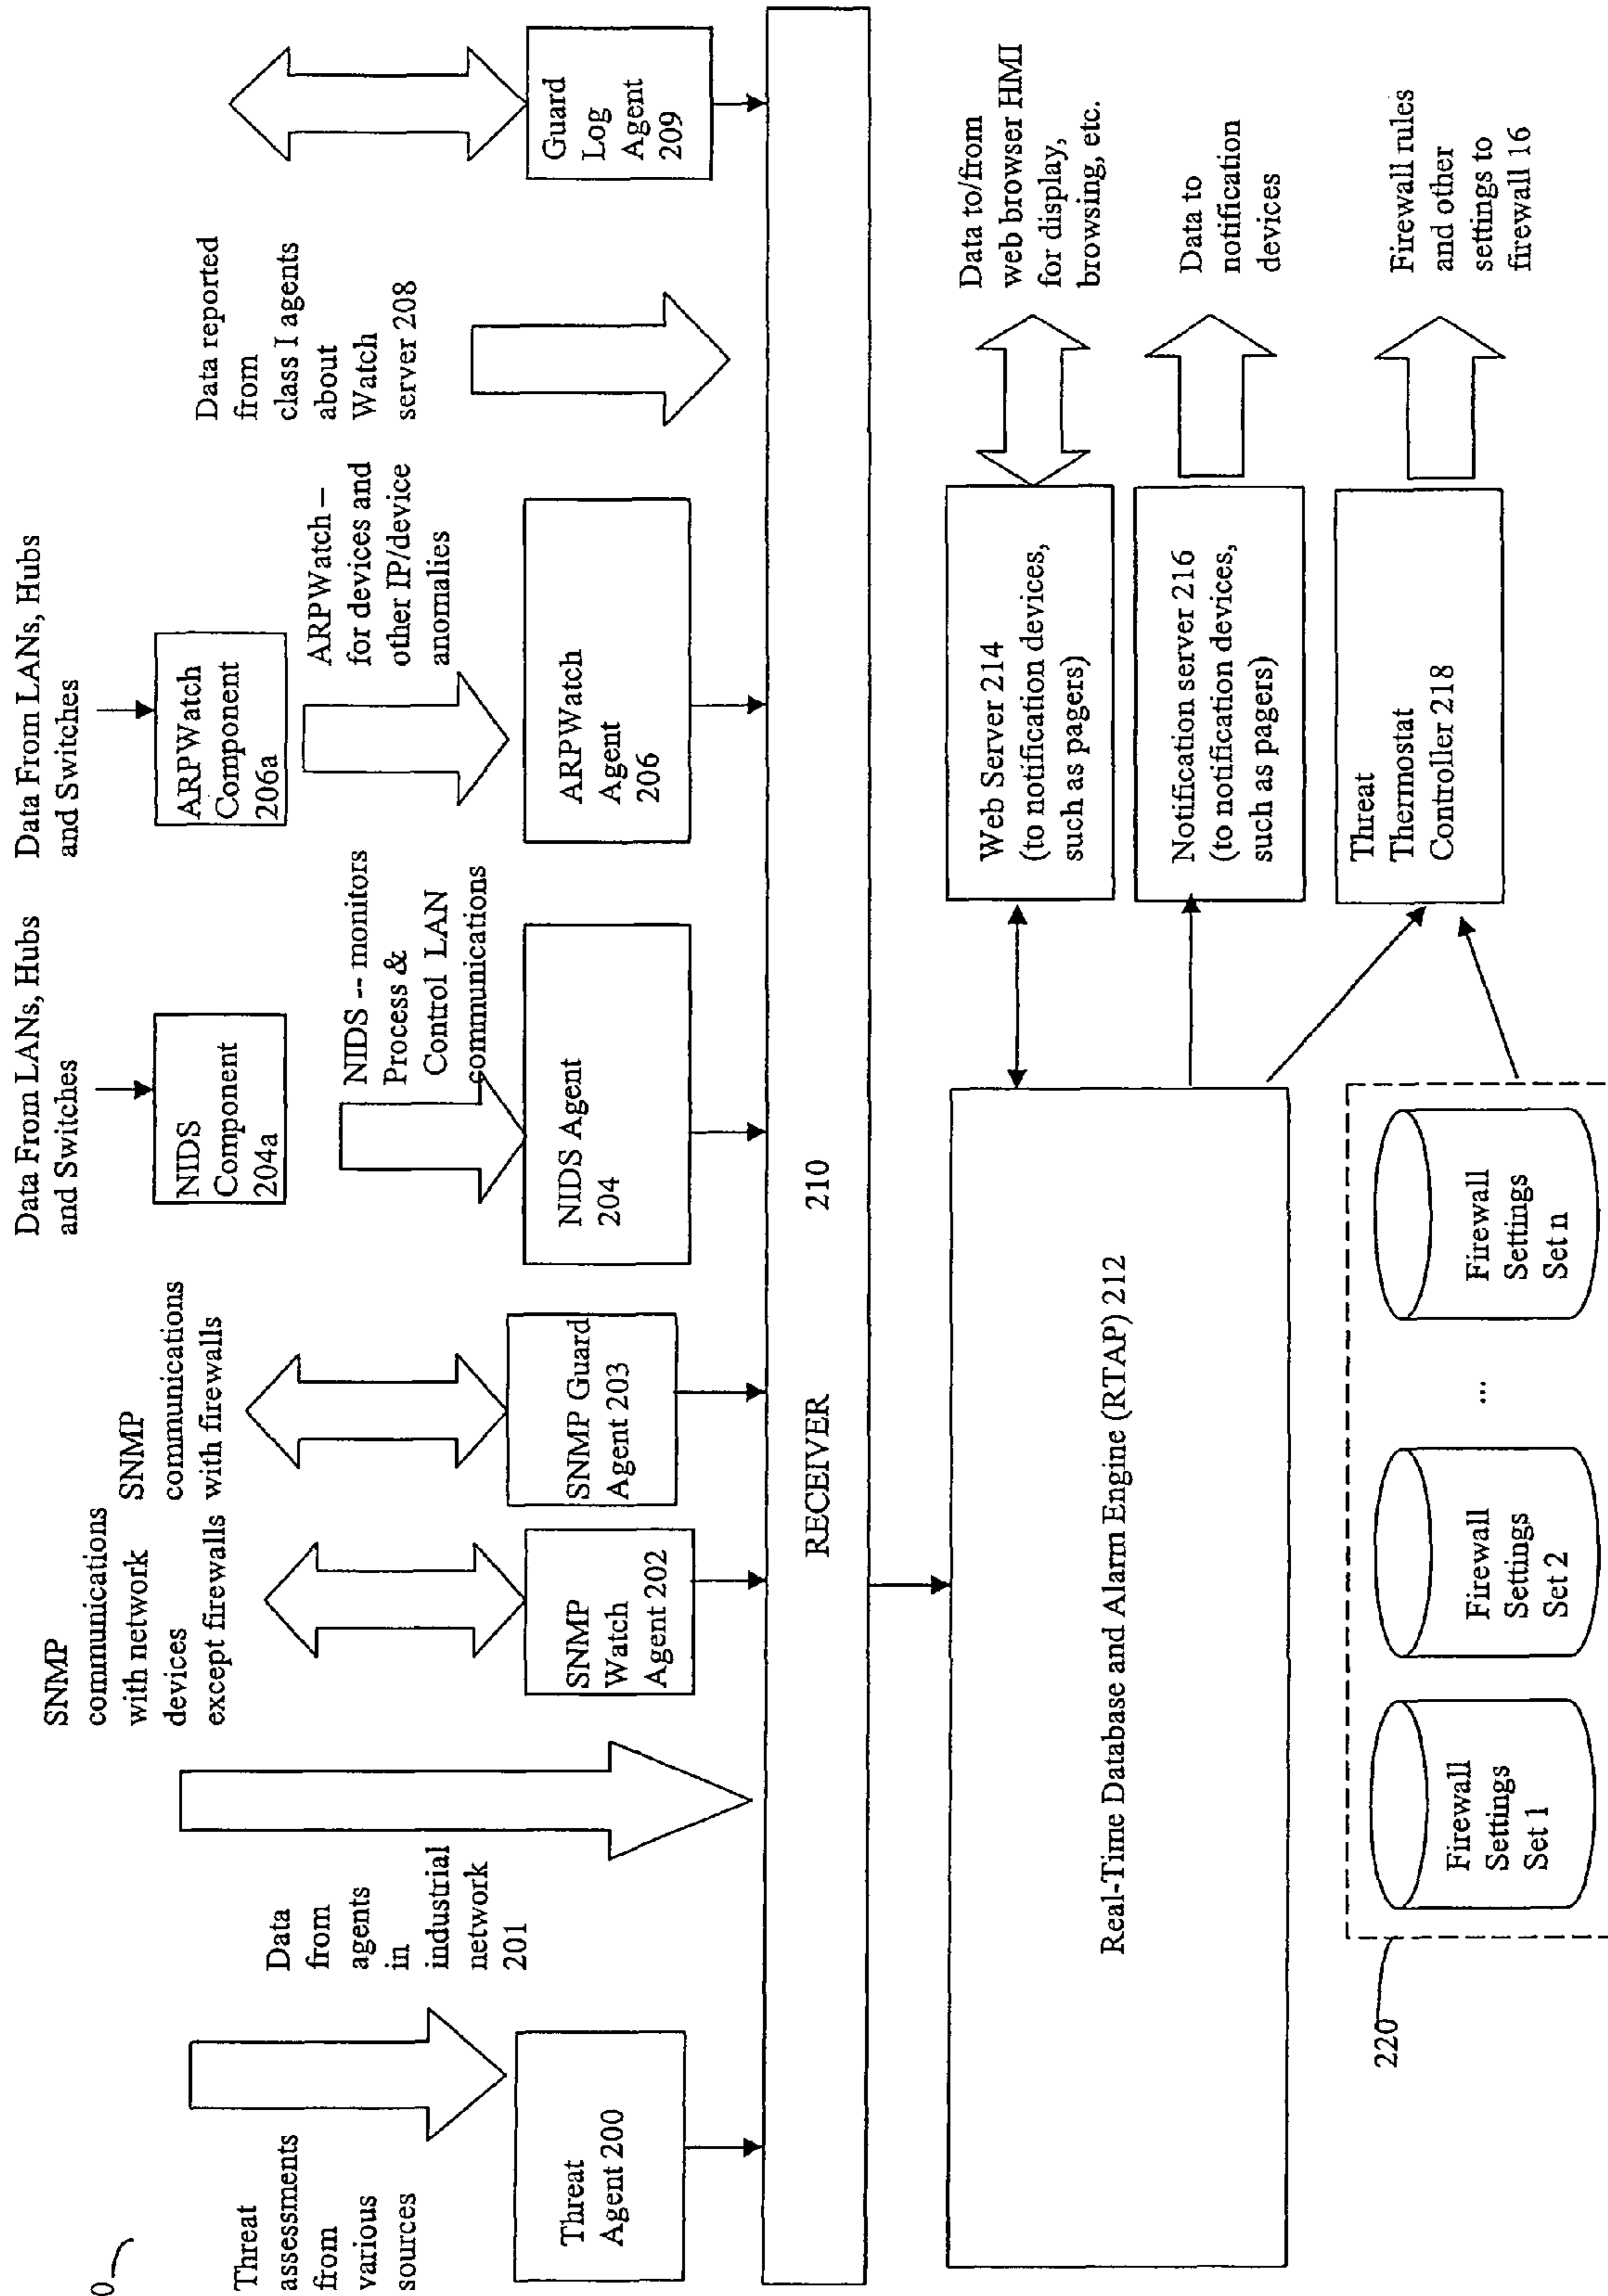 0
Threat
assessments
from
various
sources
Threat
Agent 200
Data
from
agents
in
industrial
network
201
SNMP
communications
with network
devices
except firewalls
SNMP
Watch
Agent 202
SNMP
communications
with firewalls
SNMP Guard
Agent 203
Data From LANs, Hubs
and Switches
NIDS
Component
204a
NIDS -- monitors
Process &
Control LAN
communications
NIDS Agent
204
Data From LANs, Hubs
and Switches
ARPWatch
Component
206a
ARPWatch –
for devices and
other IP/device
anomalies
ARPWatch
Agent
206
Data reported
from
class I agents
about
Watch
server 208
Guard
Log
Agent
209
RECEIVER 210
Real-Time Database and Alarm Engine (RTAP) 212
Web Server 214
(to notification devices,
such as pagers)
Data to/from
web browser HMI
for display,
browsing, etc.
Notification server 216
(to notification devices,
such as pagers)
Data to
notification
devices
Threat
Thermostat
Controller 218
Firewall rules
and other
settings to
firewall 16
220
Firewall
Settings
Set 1
Firewall
Settings
Set 2
...
Firewall
Settings
Set n